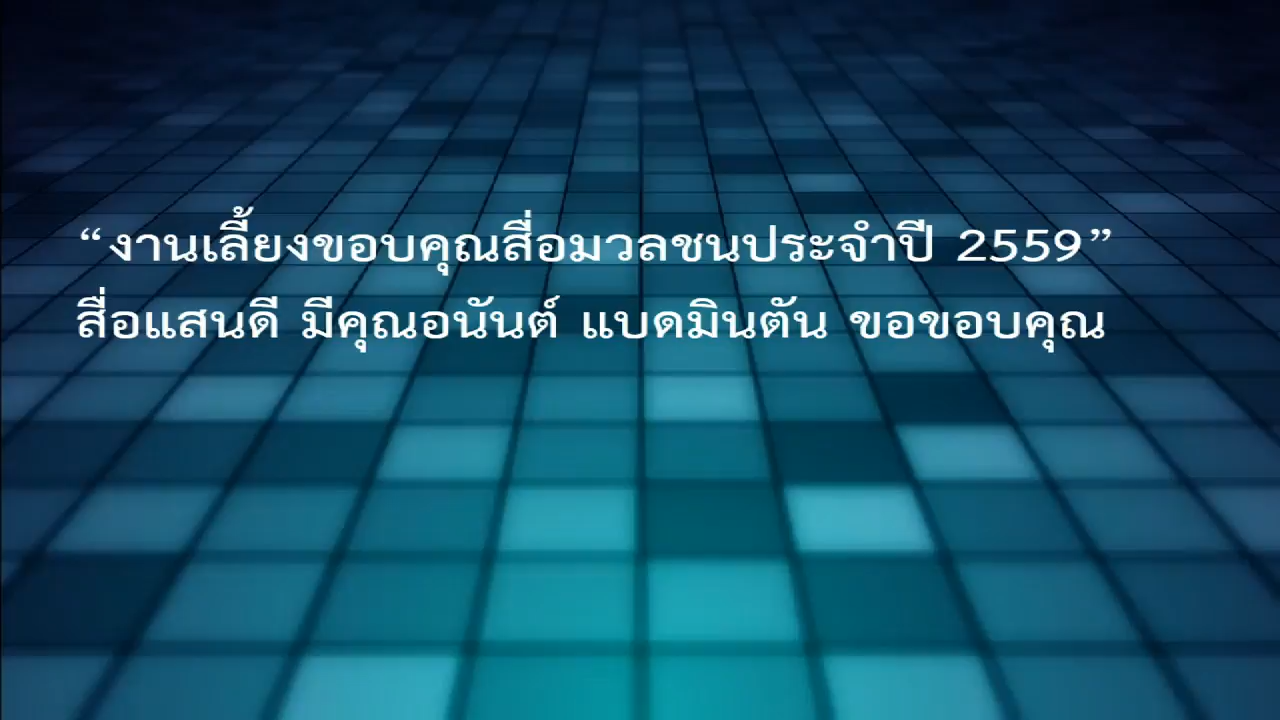 “งานเลี้ยงขอบคุณสื่อมวลชนประจำปี 2559”
สื่อแสนดี มีคุณอนันต์ แบดมินตัน ขอขอบคุณ